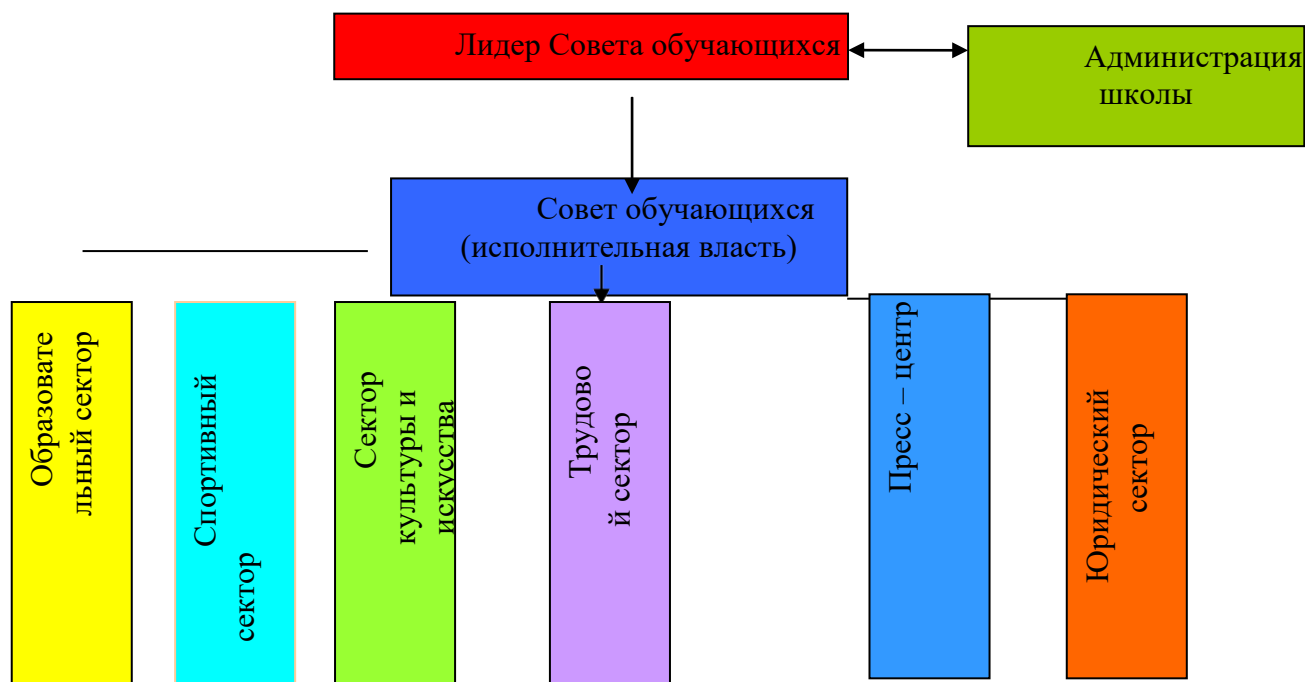 Лидер Совета обучающихся
Администрация
школы
Совет обучающихся
(исполнительная власть)
Образовате
льный сектор
Спортивный
сектор
Сектор
культуры и
искусства
Трудово
й сектор
Пресс – центр
Юридический
сектор